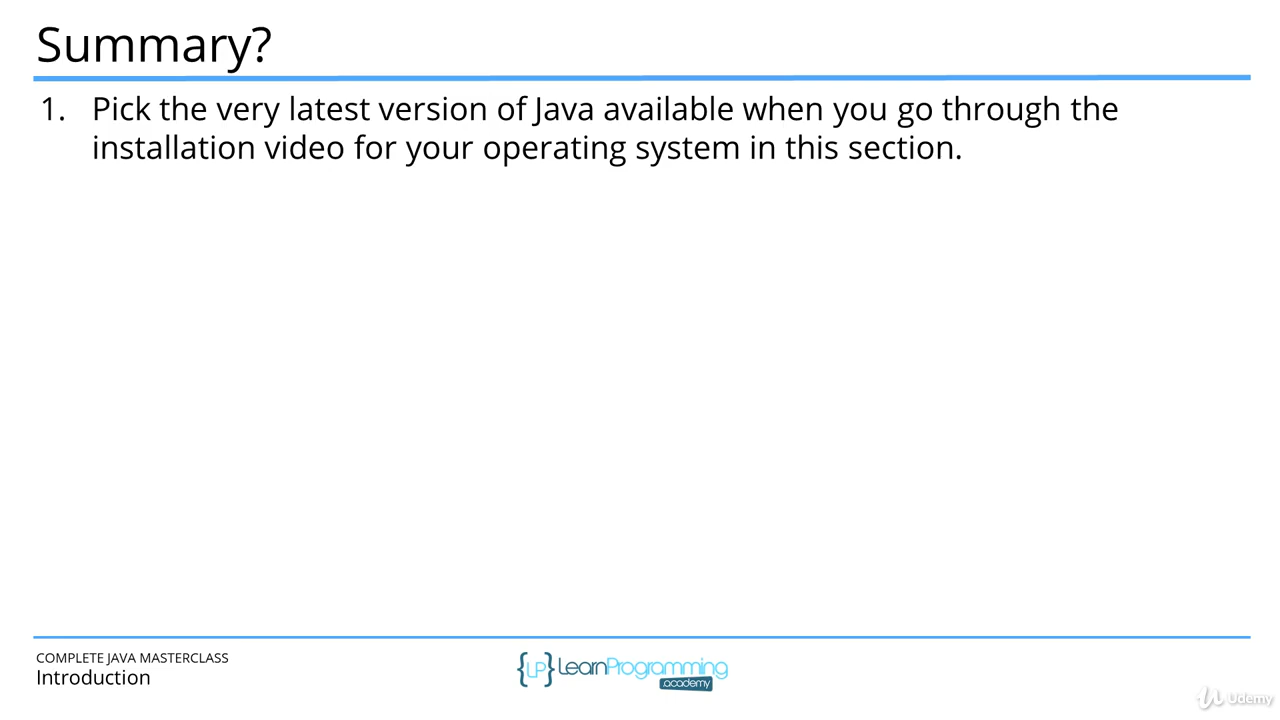 Summary?
1. Pick the very latest version of Java available when you go through the
installation video for your operating system in this section.
COMPLETE JAVA MASTERCLASS
Introduction
{LP} LearnProgramming
.academy
Udemy